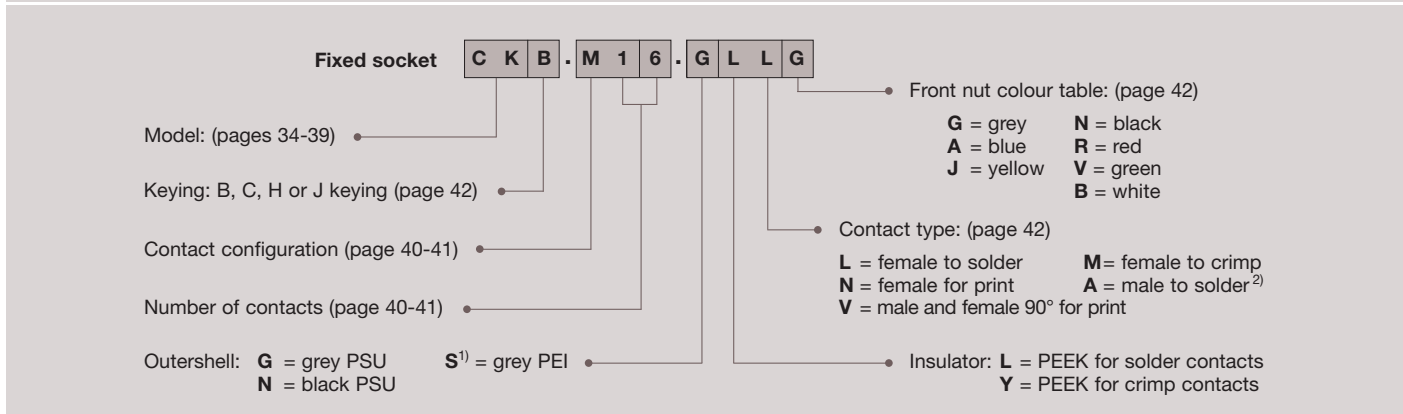 Fixed socket C K B . M 1 6 . G L L G
Front nut colour table: (page 42)
G = grey N = black
A = blue R = red
J = yellow V = green
B = white
Model: (pages 34-39)
Keying: B, C, H or J keying (page 42)
Contact type: (page 42)
L = female to solder M= female to crimp
N = female for print A = male to solder 2)
V = male and female 90° for print
Contact configuration (page 40-41)
Number of contacts (page 40-41)
Outershell: G = grey PSU S1) = grey PEI
N = black PSU
Insulator: L = PEEK for solder contacts
Y = PEEK for crimp contacts